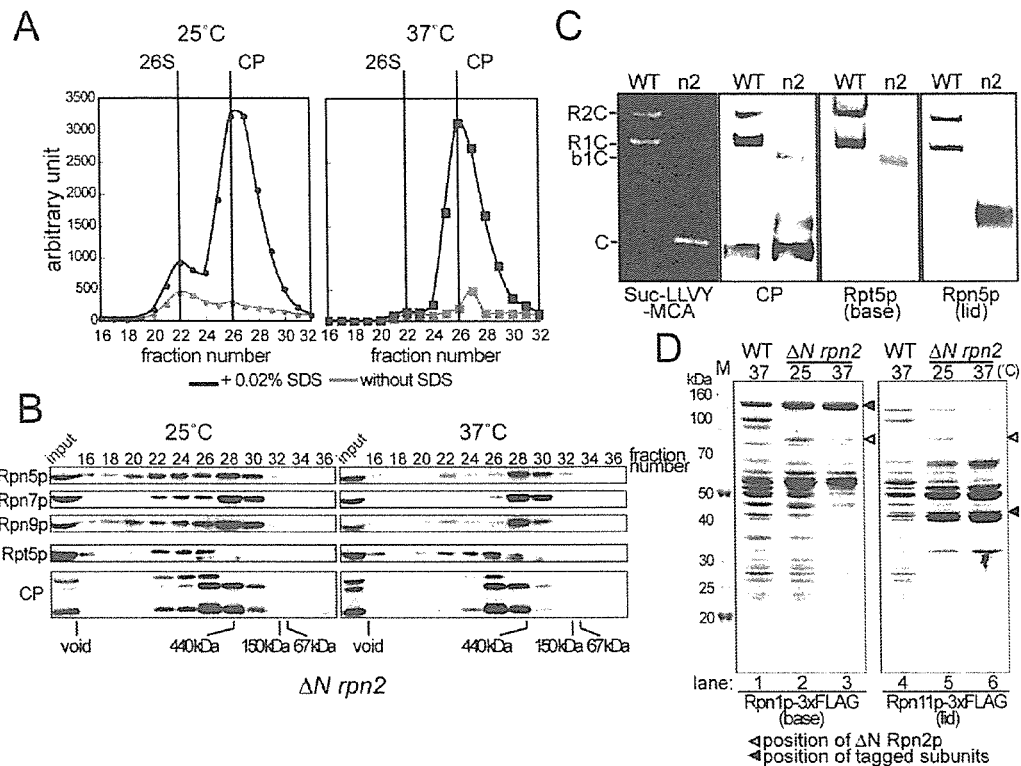 A
25°C
37°C
26S
CP
26S
CP
arbitrary unit
3500
3000
2500
2000
1500
1000
500
0
16 18 20 22 24 26 28 30 32
16 18 20 22 24 26 28 30 32
fraction number
fraction number
+ 0.02% SDS
without SDS
B
25°C
37°C
input 16 18 20 22 24 26 28 30 32 34 36
input 16 18 20 22 24 26 28 30 32 34 36
fraction number
Rpn5p
Rpn7p
Rpn9p
Rpt5p
CP
void
440kDa
150kDa
67kDa
void
440kDa
150kDa
67kDa
ΔN rpn2
C
WT n2 WT n2 WT n2 WT n2
R2C
R1C
b1C
C
Suc-LLVY-MCA
CP
Rpt5p (base)
Rpn5p (lid)
D
WT ΔN rpn2 WT ΔN rpn2
M 37 25 37 37 25 37 (°C)
kDa
160
100
70
50
40
30
25
20
lane: 1 2 3 4 5 6
Rpn1p-3xFLAG (base)
Rpn11p-3xFLAG (lid)
position of ΔN Rpn2p
position of tagged subunits